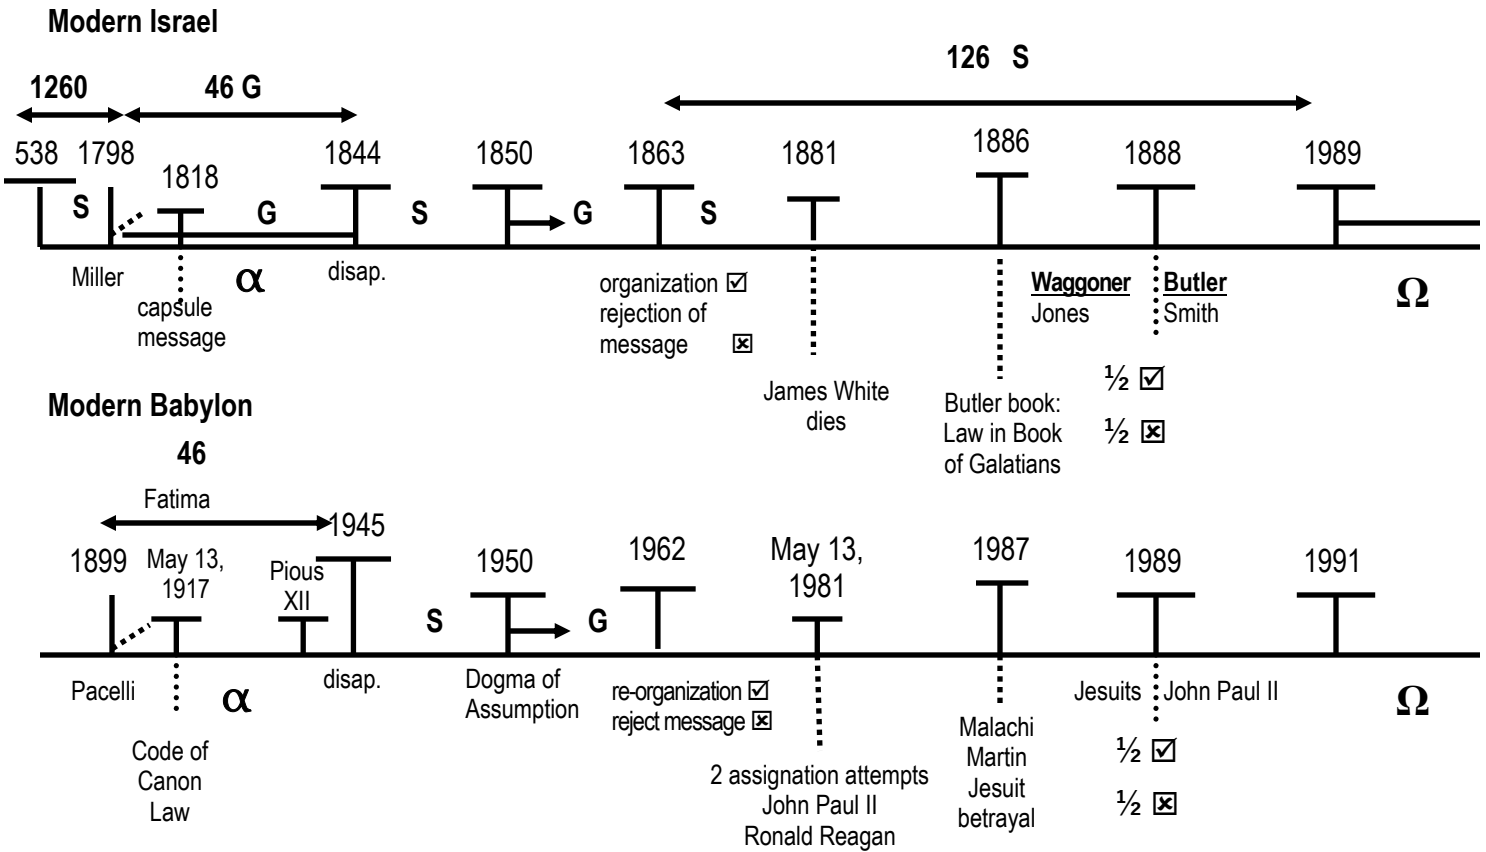 Modern Israel
126 S
1260
46 G
538
1798
1818
1844
1850
1863
1881
1886
1888
1989
S
G
S
G
S
Miller
α
disap.
capsule
message
organization ☑
rejection of
message ☒
James White
dies
Butler book:
Law in Book
of Galatians
Waggoner
Jones
Butler
Smith
½ ☑
½ ☒
Ω
Modern Babylon
46
Fatima
1899
May 13,
1917
Pious
XII
1945
1950
1962
May 13,
1981
1987
1989
1991
S
G
Pacelli
α
disap.
Code of
Canon
Law
Dogma of
Assumption
re-organization ☑
reject message ☒
2 assignation attempts
John Paul II
Ronald Reagan
Malachi
Martin
Jesuit
betrayal
Jesuits
John Paul II
½ ☑
½ ☒
Ω